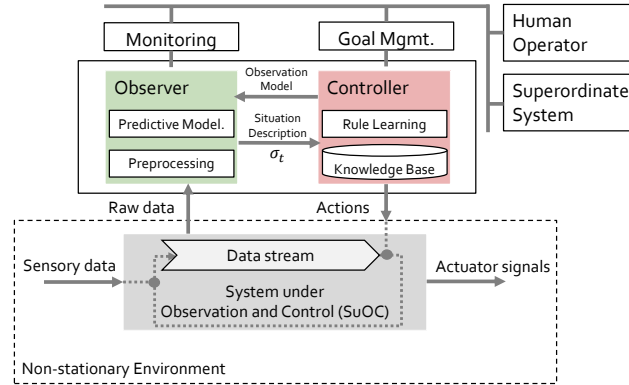 Monitoring
Goal Mgmt.
Human
Operator
Superordinate
System
Observer
Observation
Model
Controller
Predictive Model.
Situation
Description
σt
Rule Learning
Preprocessing
Knowledge Base
Raw data
Actions
Sensory data
Data stream
Actuator signals
System under
Observation and Control (SuOC)
Non-stationary Environment